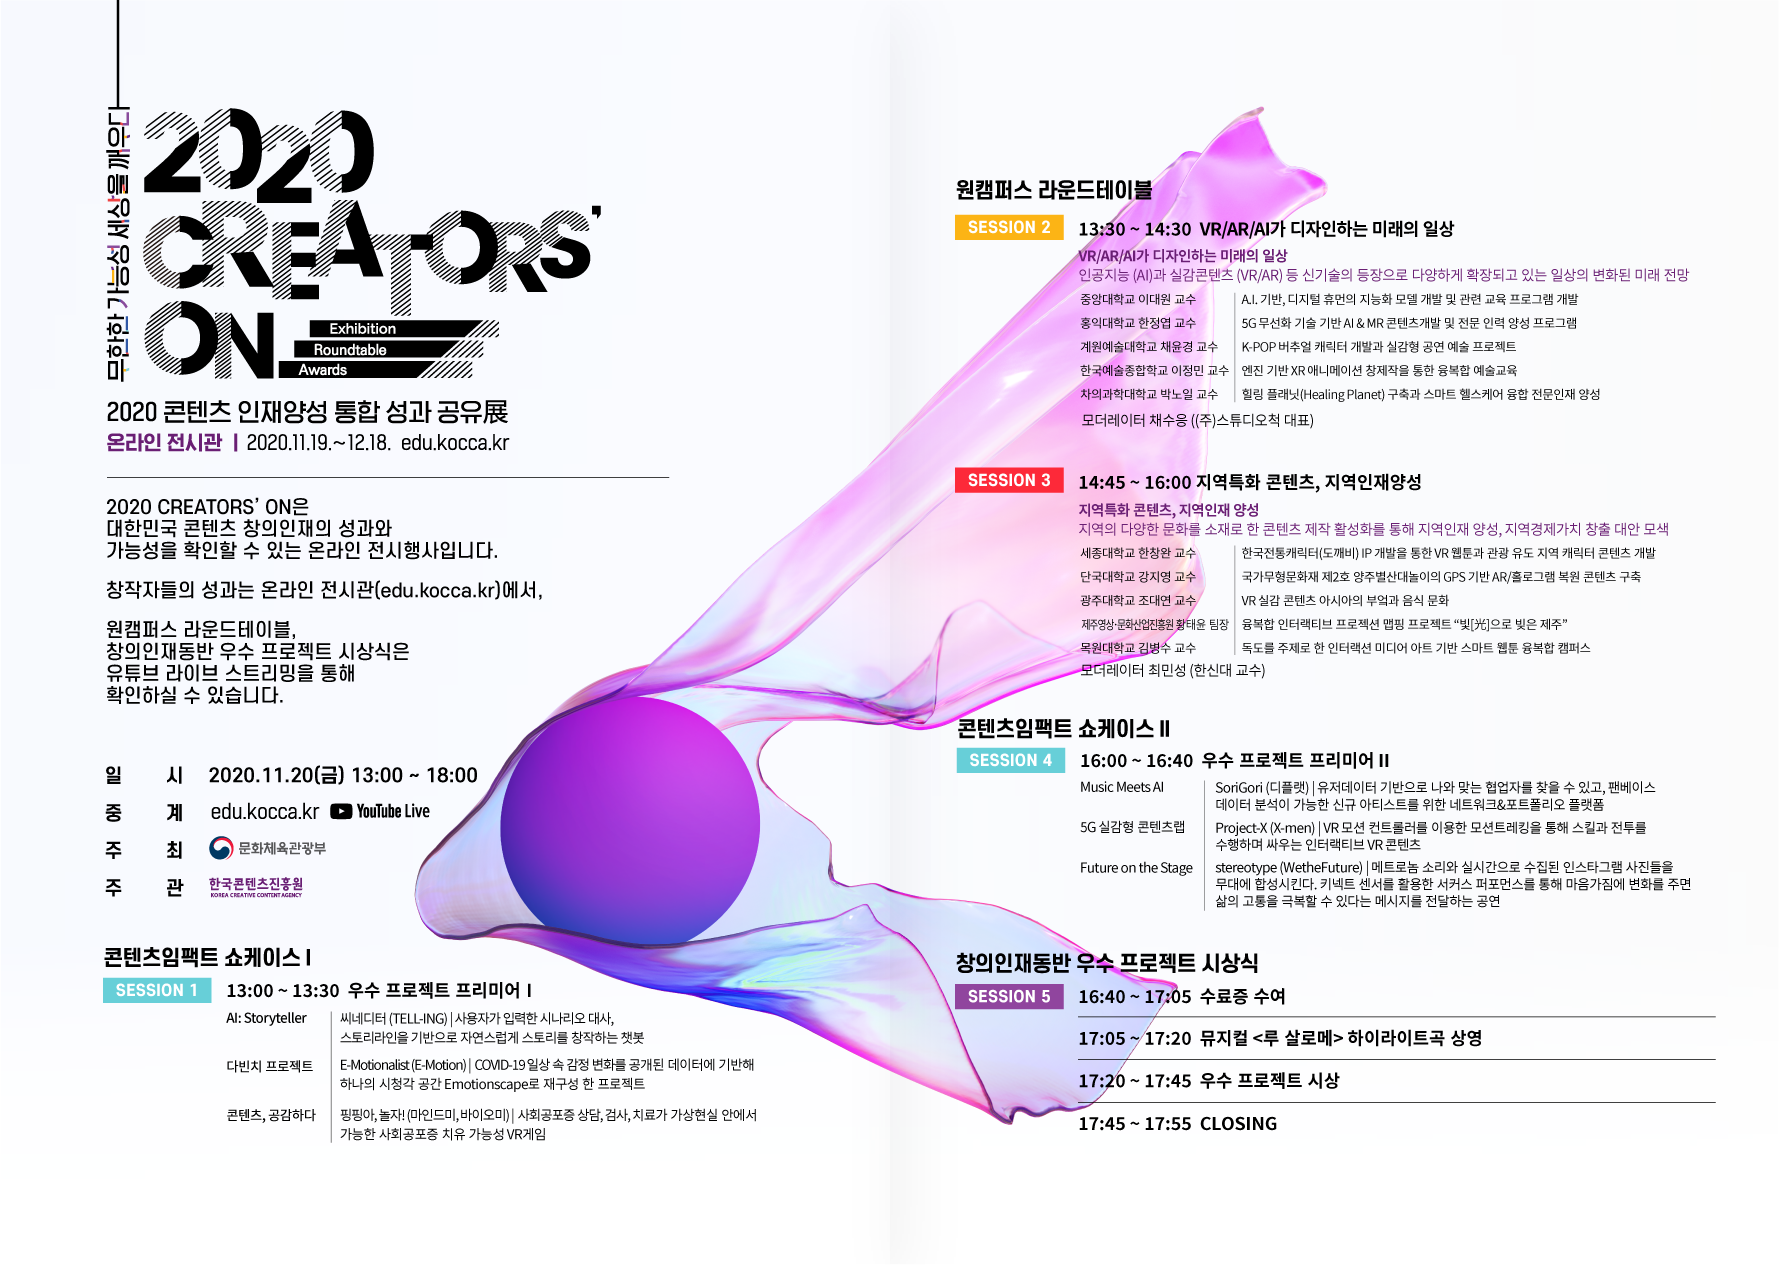 무한한 가능성 세상을 깨우다
2020
CREATORS’
ON
Exhibition
Roundtable
Awards
2020 콘텐츠 인재양성 통합 성과 공유展
온라인 전시관 | 2020.11.19.~12.18. edu.kocca.kr
2020 CREATORS’ ON은
대한민국 콘텐츠 창의인재의 성과와
가능성을 확인할 수 있는 온라인 전시행사입니다.
창작자들의 성과는 온라인 전시관(edu.kocca.kr)에서,
원캠퍼스 라운드테이블,
창의인재동반 우수 프로젝트 시상식은
유튜브 라이브 스트리밍을 통해
확인하실 수 있습니다.
일 시 2020.11.20(금) 13:00 ~ 18:00
중 계 edu.kocca.kr YouTube Live
주 최 문화체육관광부
주 관 한국콘텐츠진흥원
KOREA CREATIVE CONTENT AGENCY
콘텐츠임팩트 쇼케이스 I
SESSION 1 13:00 ~ 13:30 우수 프로젝트 프리미어 I
AI: Storyteller 씨네디터 (TELL-ING) | 사용자가 입력한 시나리오 대사,
스토리라인을 기반으로 자연스럽게 스토리를 창작하는 챗봇
다빈치 프로젝트 E-Motionalist (E-Motion) | COVID-19 일상 속 감정 변화를 공개된 데이터에 기반해
하나의 시청각 공간 Emotionscape로 재구성 한 프로젝트
콘텐츠, 공감하다 핑핑아, 놀자! (마인드미, 바이오미) | 사회공포증 상담, 검사, 치료가 가상현실 안에서
가능한 사회공포증 치유 가능성 VR게임
원캠퍼스 라운드테이블
SESSION 2 13:30 ~ 14:30 VR/AR/AI가 디자인하는 미래의 일상
VR/AR/AI가 디자인하는 미래의 일상
인공지능 (AI)과 실감콘텐츠 (VR/AR) 등 신기술의 등장으로 다양하게 확장되고 있는 일상의 변화된 미래 전망
중앙대학교 이대원 교수 A.I. 기반, 디지털 휴먼의 지능화 모델 개발 및 관련 교육 프로그램 개발
홍익대학교 한정엽 교수 5G 무선화 기술 기반 AI & MR 콘텐츠개발 및 전문 인력 양성 프로그램
계원예술대학교 채윤경 교수 K-POP 버추얼 캐릭터 개발과 실감형 공연 예술 프로젝트
한국예술종합학교 이정민 교수 엔진 기반 XR 애니메이션 창제작을 통한 융복합 예술교육
차의과학대학교 박노일 교수 힐링 플래닛(Healing Planet) 구축과 스마트 헬스케어 융합 전문인재 양성
모더레이터 채수응 ((주)스튜디오척 대표)
SESSION 3 14:45 ~ 16:00 지역특화 콘텐츠, 지역인재양성
지역특화 콘텐츠, 지역인재 양성
지역의 다양한 문화를 소재로 한 콘텐츠 제작 활성화를 통해 지역인재 양성, 지역경제가치 창출 대안 모색
세종대학교 한창완 교수 한국전통캐릭터(도깨비) IP 개발을 통한 VR 웹툰과 관광 유도 지역 캐릭터 콘텐츠 개발
단국대학교 강지영 교수 국가무형문화재 제2호 양주별산대놀이의 GPS 기반 AR/홀로그램 복원 콘텐츠 구축
광주대학교 조대연 교수 VR 실감 콘텐츠 아시아의 부엌과 음식 문화
제주영상·문화산업진흥원 황태윤 팀장 융복합 인터랙티브 프로젝션 맵핑 프로젝트 “빛[光]으로 빚은 제주”
목원대학교 김병수 교수 독도를 주제로 한 인터랙션 미디어 아트 기반 스마트 웹툰 융복합 캠퍼스
모더레이터 최민성 (한신대 교수)
콘텐츠임팩트 쇼케이스 II
SESSION 4 16:00 ~ 16:40 우수 프로젝트 프리미어 II
Music Meets AI SoriGori (디플랫) | 유저데이터 기반으로 나와 맞는 협업자를 찾을 수 있고, 팬베이스
데이터 분석이 가능한 신규 아티스트를 위한 네트워크&포트폴리오 플랫폼
5G 실감형 콘텐츠랩 Project-X (X-men) | VR 모션 컨트롤러를 이용한 모션트레킹을 통해 스킬과 전투를
수행하며 싸우는 인터랙티브 VR 콘텐츠
Future on the Stage stereotype (WetheFuture) | 메트로놈 소리와 실시간으로 수집된 인스타그램 사진들을
무대에 합성시킨다. 키넥트 센서를 활용한 서커스 퍼포먼스를 통해 마음가짐에 변화를 주면
삶의 고통을 극복할 수 있다는 메시지를 전달하는 공연
창의인재동반 우수 프로젝트 시상식
SESSION 5 16:40 ~ 17:05 수료증 수여
17:05 ~ 17:20 뮤지컬 <루 살로메> 하이라이트곡 상영
17:20 ~ 17:45 우수 프로젝트 시상
17:45 ~ 17:55 CLOSING